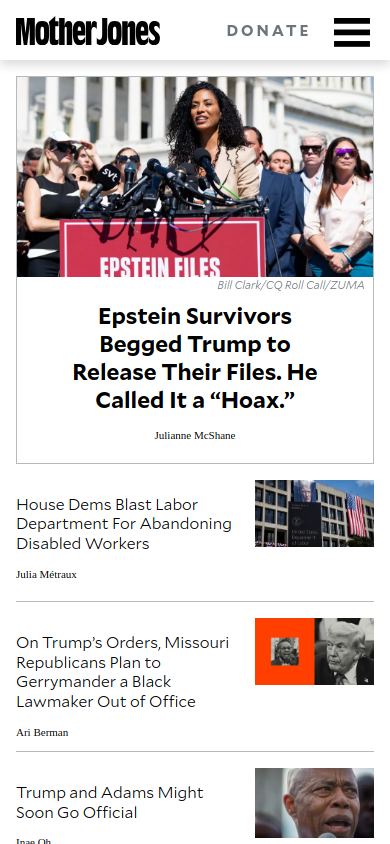 Mother Jones
DONATE
svt
EPSTEIN FILES
Bill Clark/CQ Roll Call/ZUMA
Epstein Survivors
Begged Trump to
Release Their Files. He
Called It a “Hoax.”
Julianne McShane
House Dems Blast Labor
Department For Abandoning
Disabled Workers
Julia Métraux
On Trump’s Orders, Missouri
Republicans Plan to
Gerrymander a Black
Lawmaker Out of Office
Ari Berman
Trump and Adams Might
Soon Go Official
Inae Oh